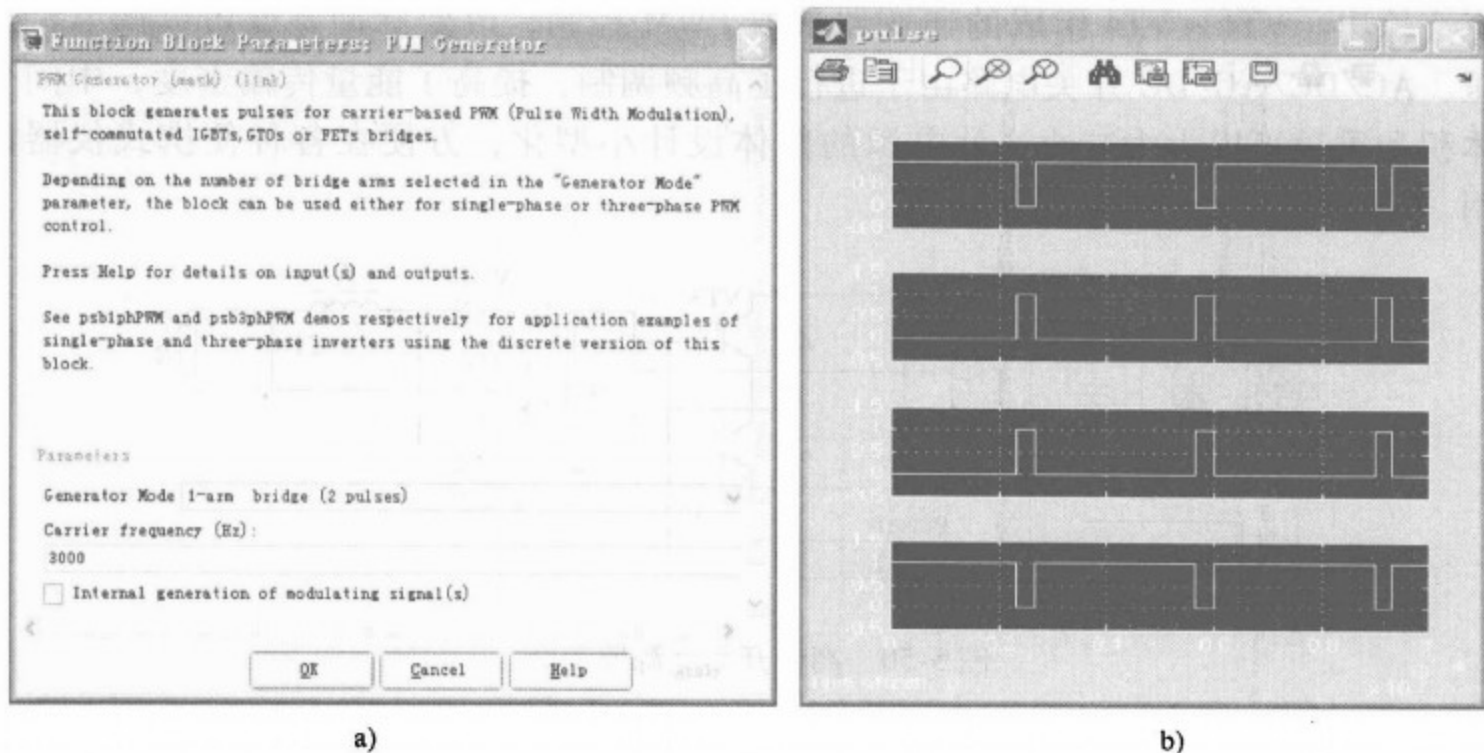 Function Block Parameters: PWM Generator
PWM Generator (mask) (link)
This block generates pulses for carrier-based PWM (Pulse Width Modulation),
self-commutated IGBTs,GTOs or FETs bridges.
Depending on the number of bridge arms selected in the "Generator Mode"
parameter, the block can be used either for single-phase or three-phase PWM
control.
Press Help for details on input(s) and outputs.
See psb1phPWM and psb3phPWM demos respectively for application examples of
single-phase and three-phase inverters using the discrete version of this
block.
Parameters
Generator Mode 1-arm bridge (2 pulses)
Carrier frequency (Hz):
3000
Internal generation of modulating signal(s)
OK
Cancel
Help
a)
pulse
b)